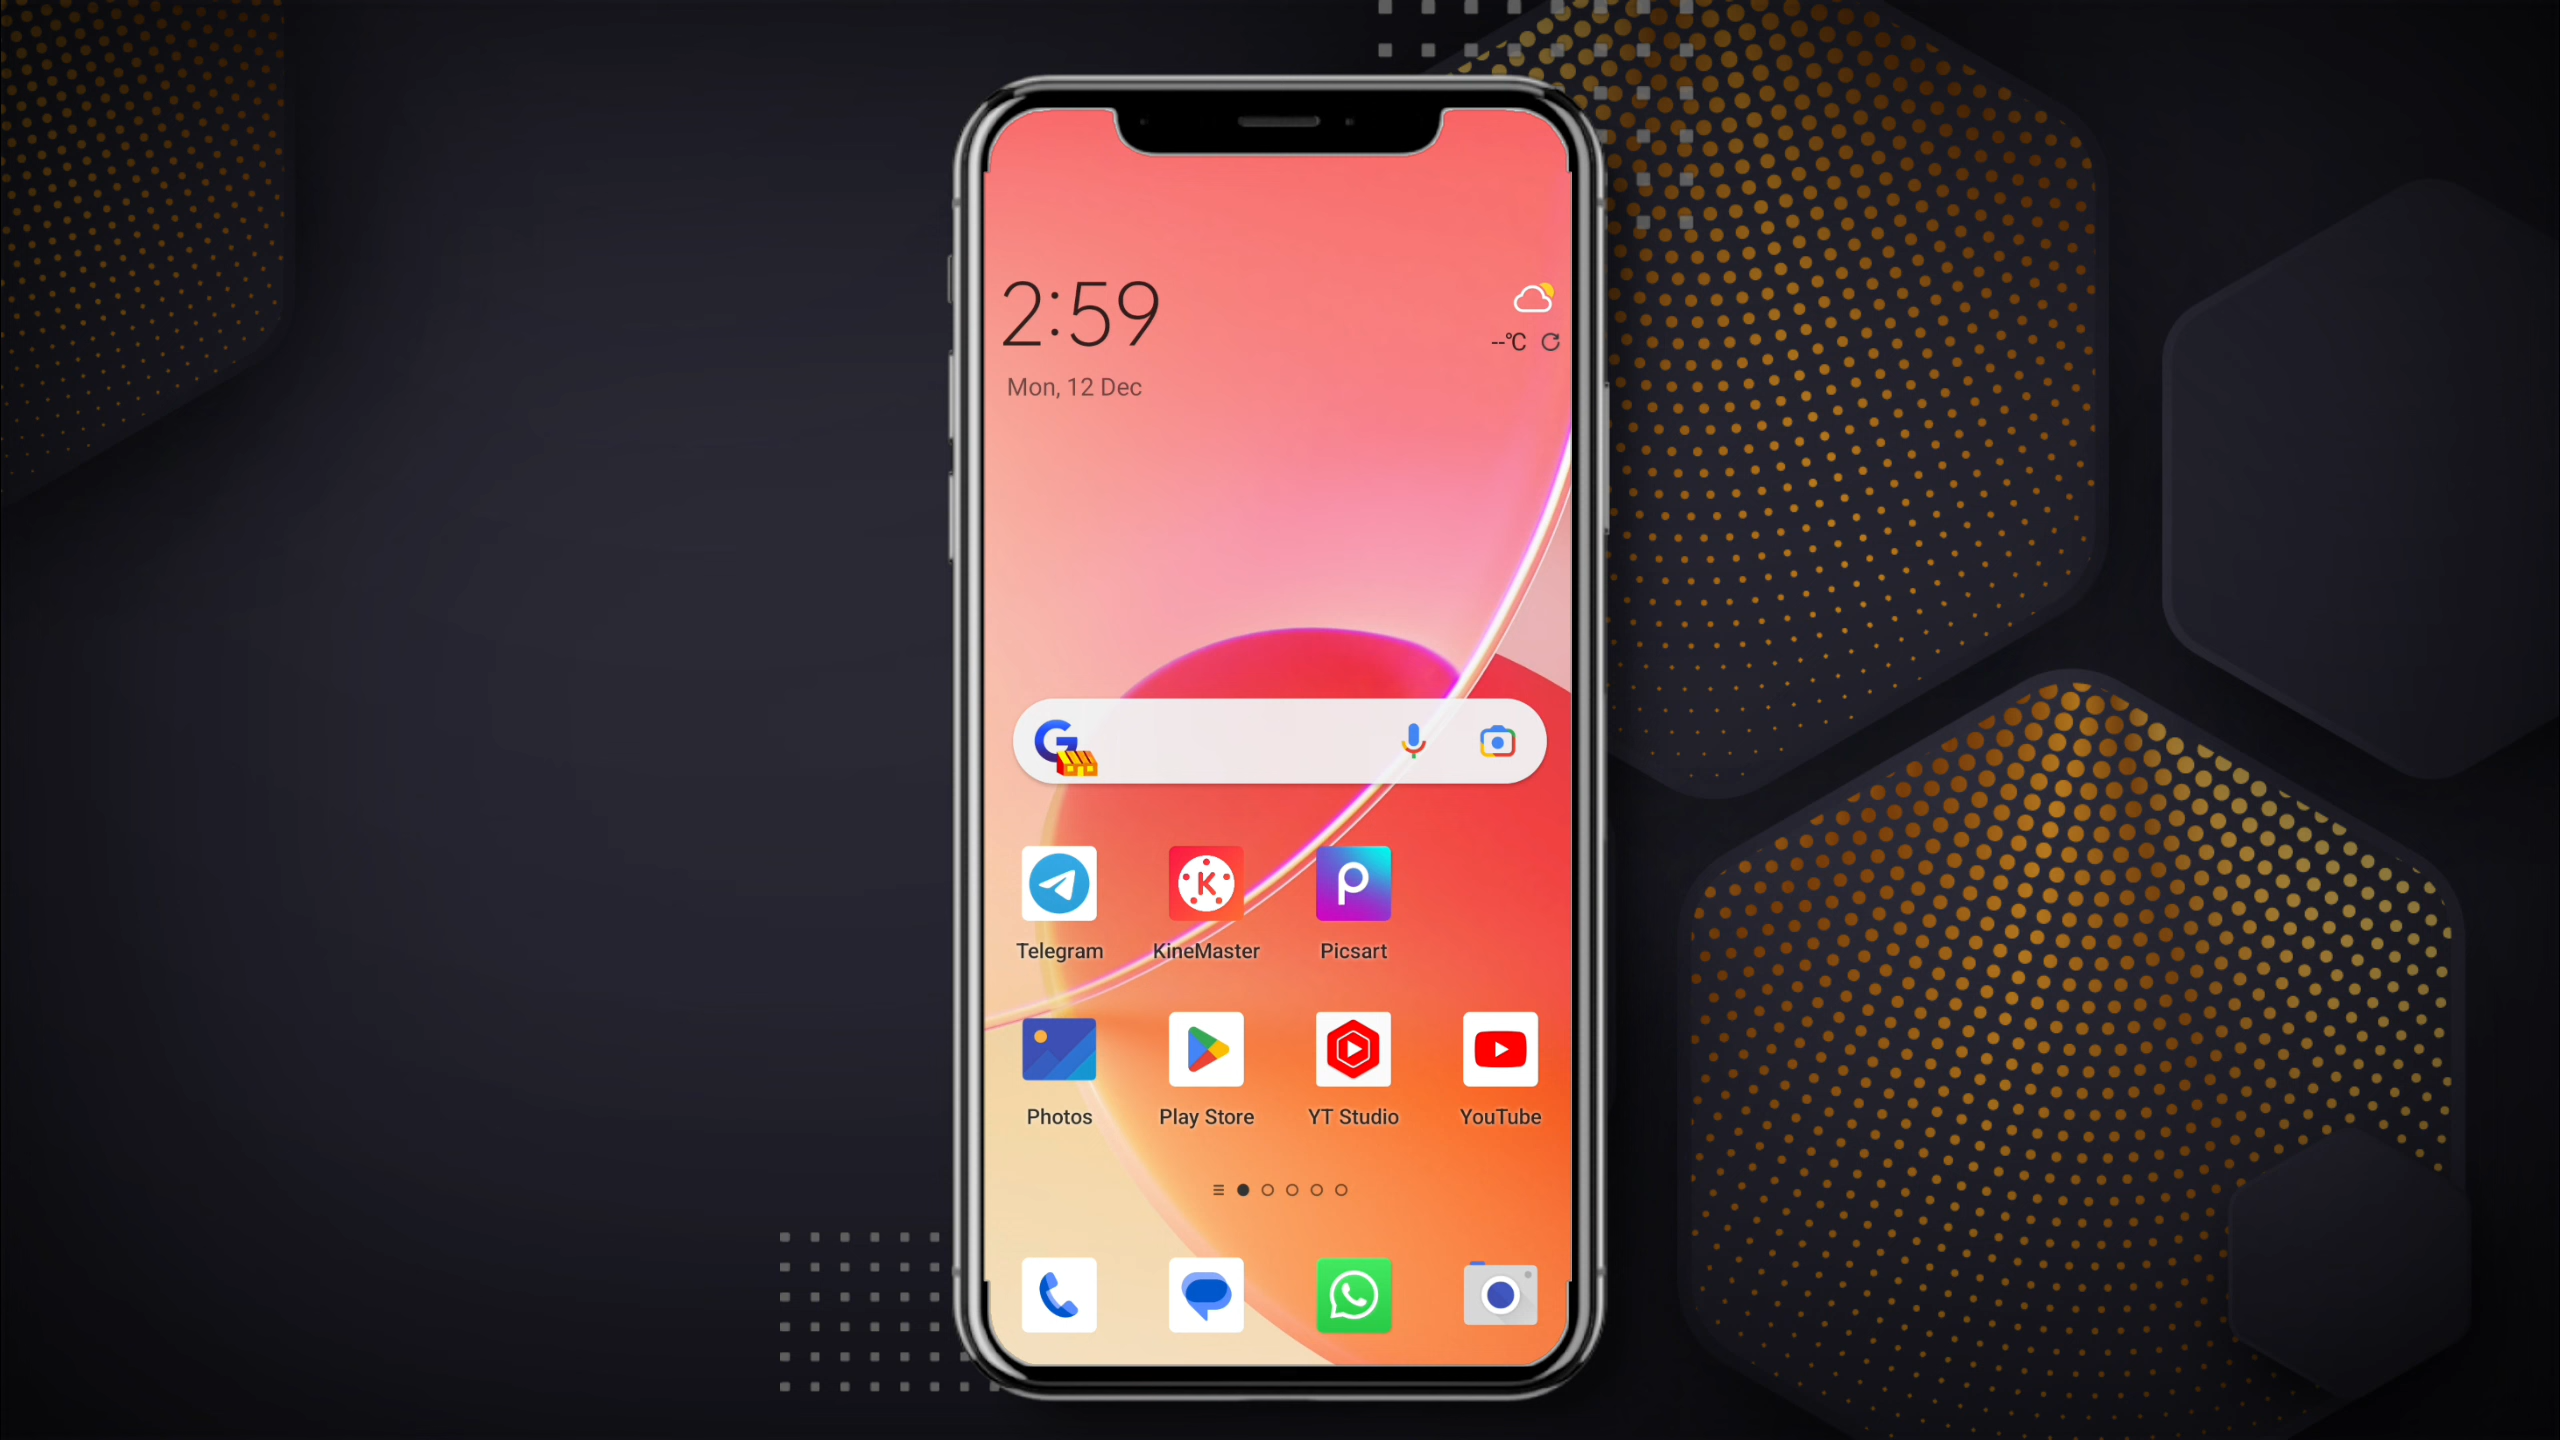 2:59
--°C
Mon, 12 Dec
Telegram KineMaster Picsart
Photos Play Store YT Studio YouTube